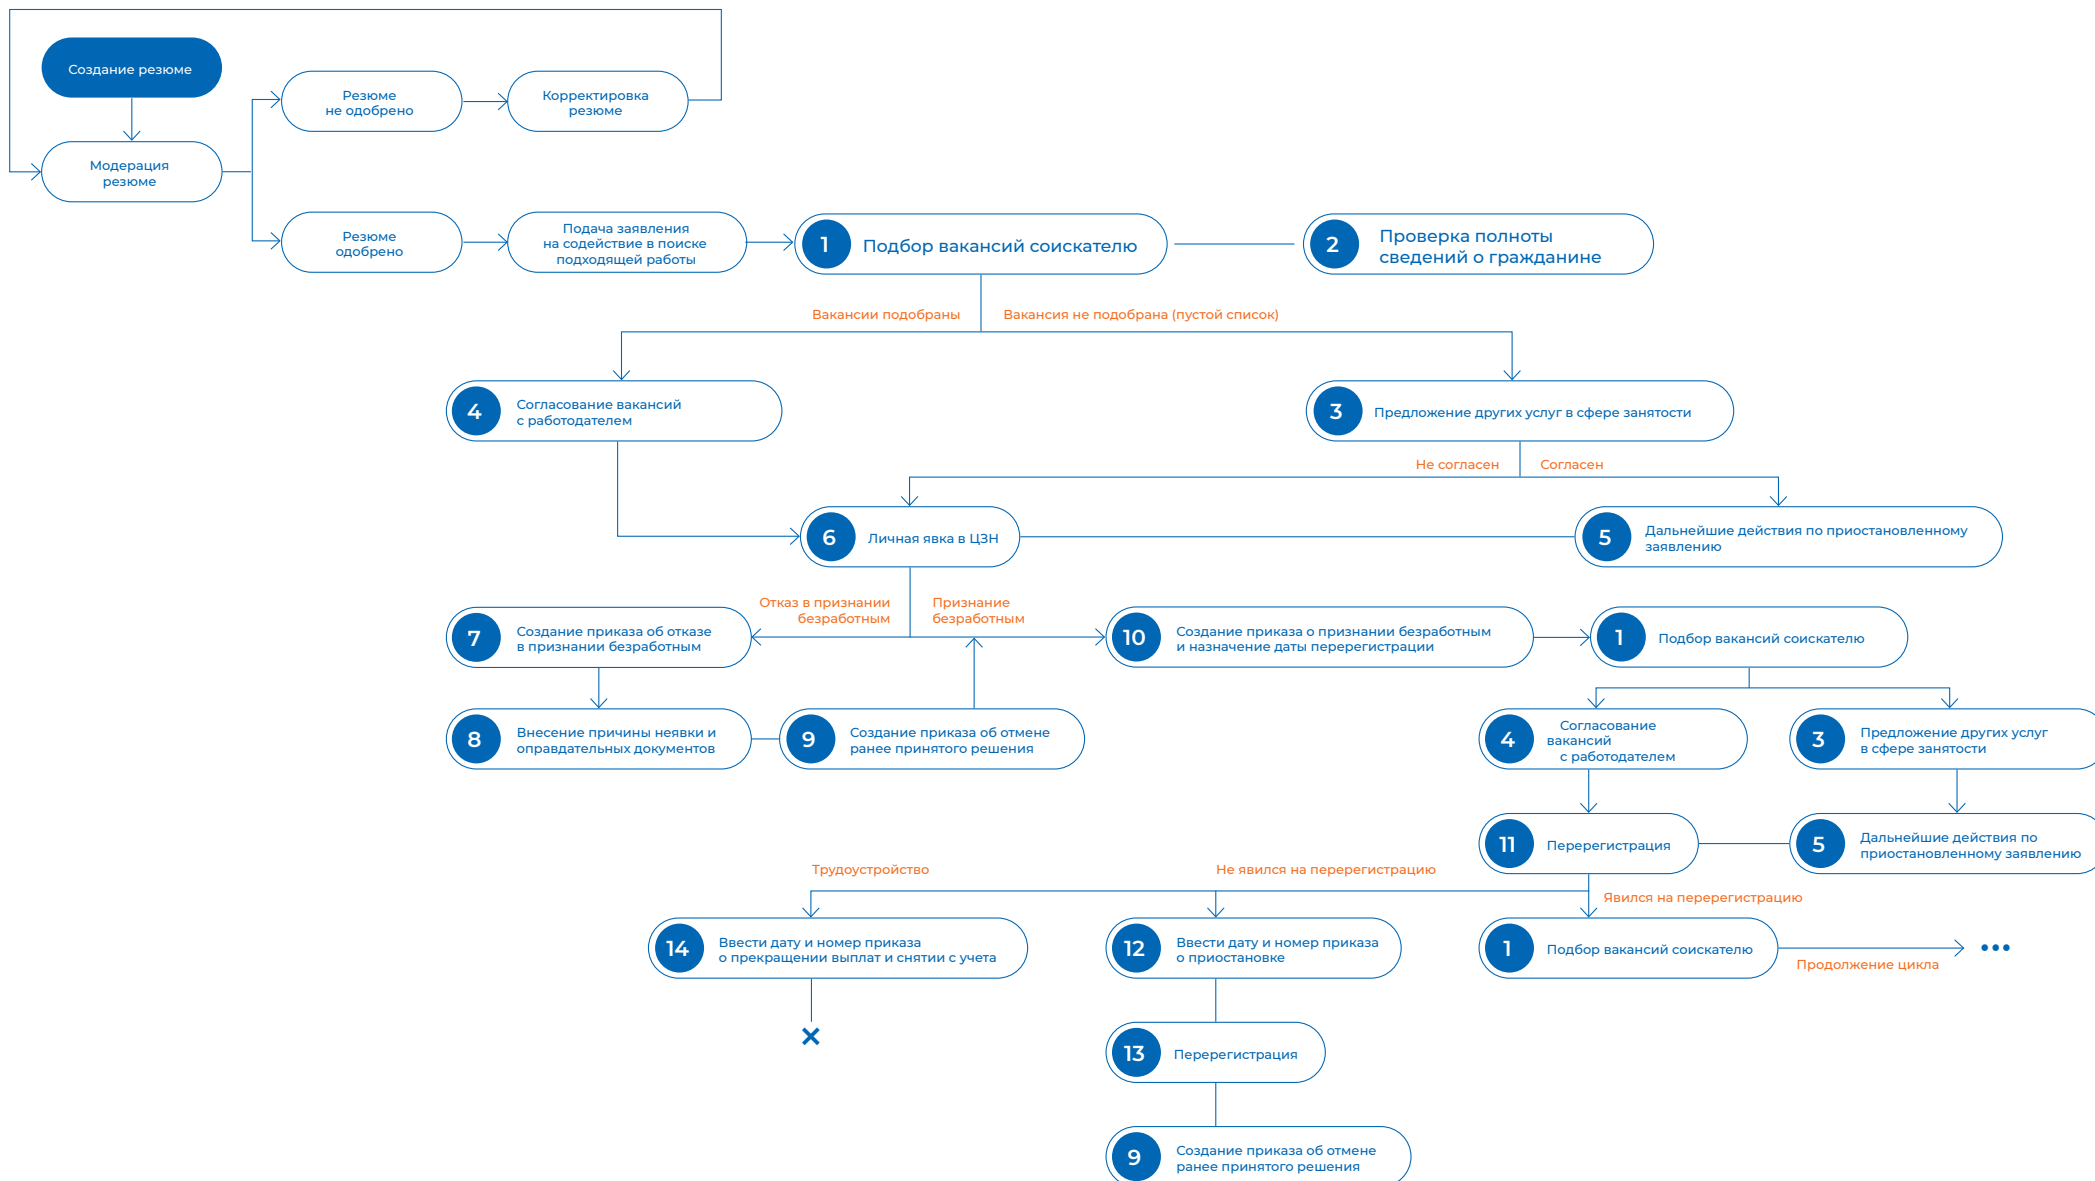 Создание резюме
Резюме
не одобрено
Корректировка
резюме
Модерация
резюме
Резюме
одобрено
Подача заявления
на содействие в поиске
подходящей работы
1
Подбор вакансий соискателю
2
Проверка полноты
сведений о гражданине
Вакансии подобраны
Вакансия не подобрана (пустой список)
4
Согласование вакансий
с работодателем
3
Предложение других услуг в сфере занятости
Не согласен
Согласен
6
Личная явка в ЦЗН
5
Дальнейшие действия по приостановленному
заявлению
Отказ в признании
безработным
Признание
безработным
7
Создание приказа об отказе
в признании безработным
10
Создание приказа о признании безработным
и назначение даты перерегистрации
1
Подбор вакансий соискателю
8
Внесение причины неявки и
оправдательных документов
9
Создание приказа об отмене
ранее принятого решения
4
Согласование
вакансий
с работодателем
3
Предложение других услуг
в сфере занятости
11
Перерегистрация
5
Дальнейшие действия по
приостановленному заявлению
Трудоустройство
Не явился на перерегистрацию
Явился на перерегистрацию
14
Ввести дату и номер приказа
о прекращении выплат и снятии с учета
12
Ввести дату и номер приказа
о приостановке
1
Подбор вакансий соискателю
•••
Продолжение цикла
13
Перерегистрация
9
Создание приказа об отмене
ранее принятого решения